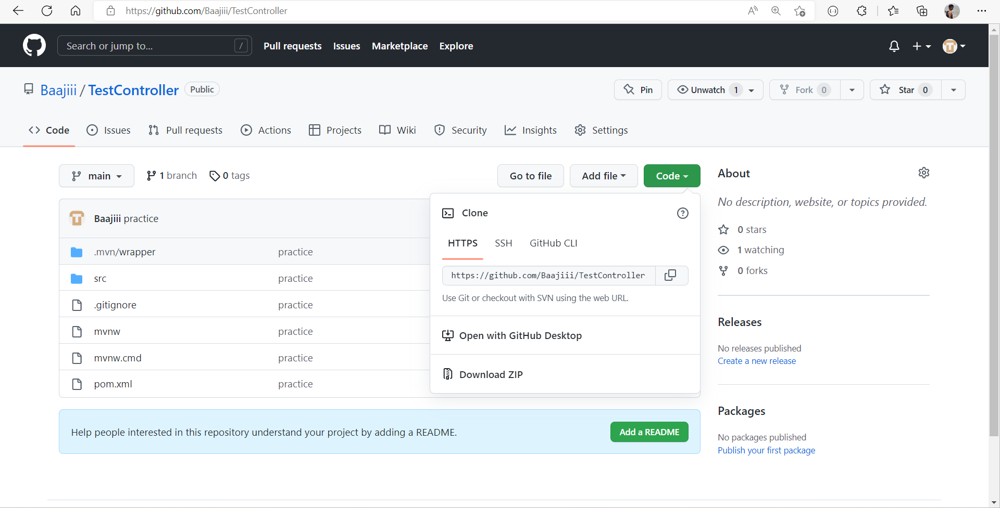 https://github.com/Baajiii/TestController
Search or jump to... /
Pull requests Issues Marketplace Explore
Baajiii / TestController Public
Pin
Unwatch 1
Fork 0
Star 0
Code Issues Pull requests Actions Projects Wiki Security Insights Settings
main 1 branch 0 tags
Go to file Add file Code
Baajiii practice
.mvn/wrapper practice
src practice
.gitignore practice
mvnw practice
mvnw.cmd practice
pom.xml practice
Clone
HTTPS SSH GitHub CLI
https://github.com/Baajiii/TestController
Use Git or checkout with SVN using the web URL.
Open with GitHub Desktop
Download ZIP
Help people interested in this repository understand your project by adding a README.
Add a README
About
No description, website, or topics provided.
0 stars
1 watching
0 forks
Releases
No releases published
Create a new release
Packages
No packages published
Publish your first package